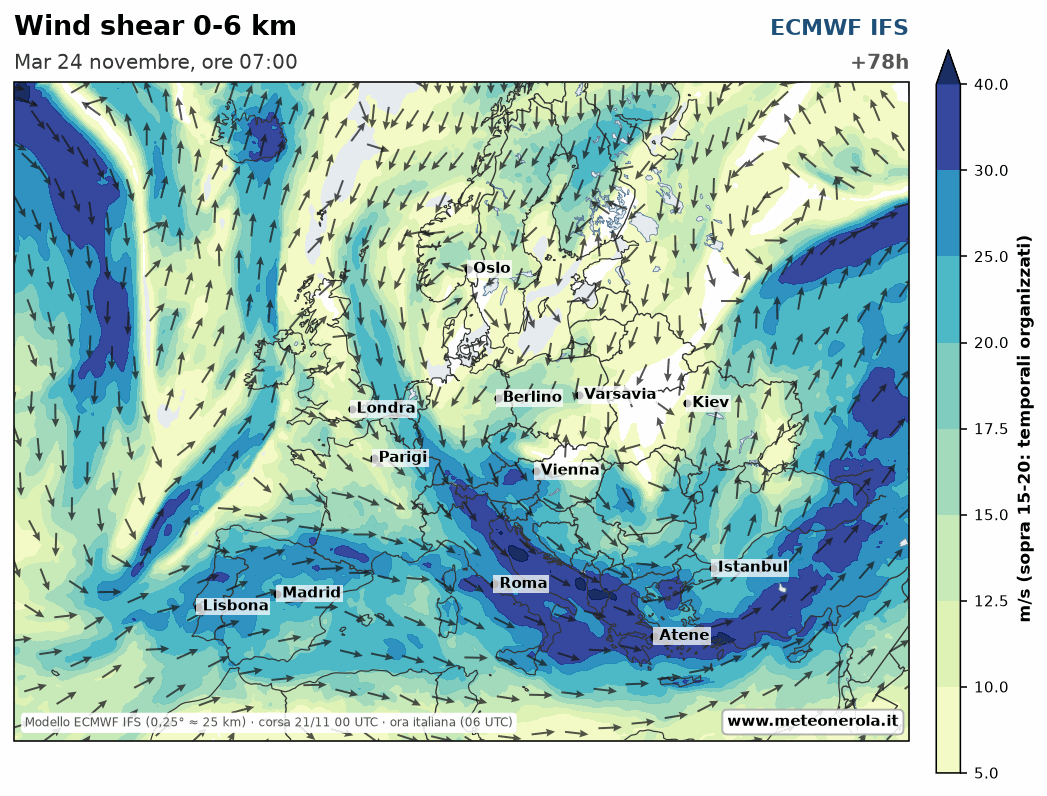 Wind shear 0-6 km
ECMWF IFS
Mar 24 novembre, ore 07:00
+78h
Oslo
Londra
Berlino
Varsavia
Kiev
Parigi
Vienna
Istanbul
Roma
Madrid
Lisbona
Atene
Modello ECMWF IFS (0,25° ≈ 25 km) · corsa 21/11 00 UTC · ora italiana (06 UTC)
www.meteonerola.it
40.0
30.0
25.0
20.0
17.5
15.0
12.5
10.0
5.0
m/s (sopra 15-20: temporali organizzati)